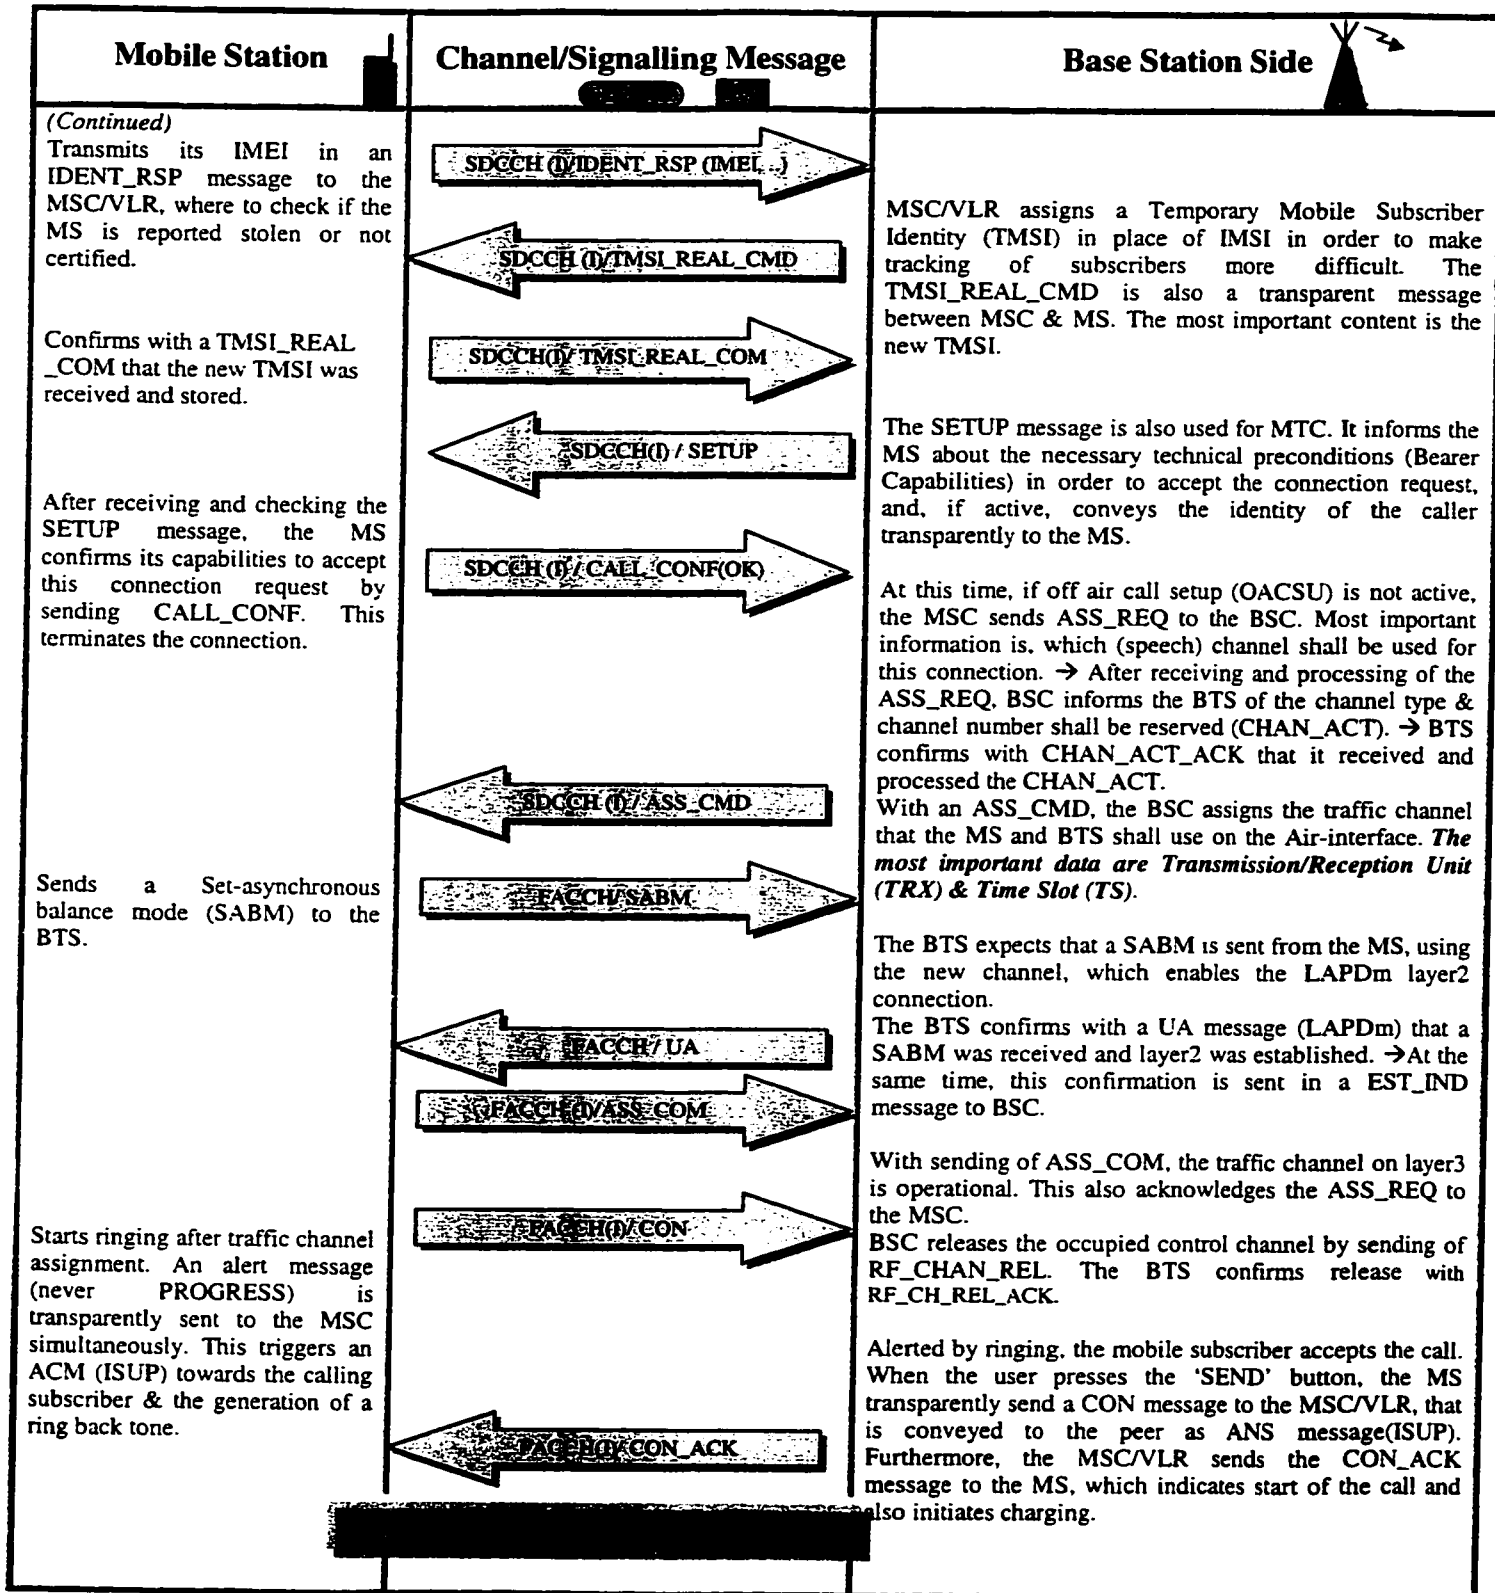 Mobile Station
Channel/Signalling Message
Base Station Side
(Continued)
Transmits its IMEI in an
IDENT_RSP message to the
MSC/VLR, where to check if the
MS is reported stolen or not
certified.
Confirms with a TMSI_REAL
_COM that the new TMSI was
received and stored.
After receiving and checking the
SETUP message, the MS
confirms its capabilities to accept
this connection request by
sending CALL_CONF. This
terminates the connection.
Sends a Set-asynchronous
balance mode (SABM) to the
BTS.
Starts ringing after traffic channel
assignment. An alert message
(never PROGRESS) is
transparently sent to the MSC
simultaneously. This triggers an
ACM (ISUP) towards the calling
subscriber & the generation of a
ring back tone.
SDCCH (I)/IDENT_RSP (IMEI...)
SDCCH (I)/TMSI_REAL_CMD
SDCCH(I)/ TMSI_REAL_COM
SDCCH(I) / SETUP
SDCCH (I) / CALL_CONF(OK)
SDCCH (I) / ASS_CMD
FACCH/ SABM
FACCH / UA
FACCH (I)/ASS_COM
FACCH(I)/ CON
FACCH(I)/ CON_ACK
MSC/VLR assigns a Temporary Mobile Subscriber
Identity (TMSI) in place of IMSI in order to make
tracking of subscribers more difficult. The
TMSI_REAL_CMD is also a transparent message
between MSC & MS. The most important content is the
new TMSI.
The SETUP message is also used for MTC. It informs the
MS about the necessary technical preconditions (Bearer
Capabilities) in order to accept the connection request,
and, if active, conveys the identity of the caller
transparently to the MS.
At this time, if off air call setup (OACSU) is not active,
the MSC sends ASS_REQ to the BSC. Most important
information is, which (speech) channel shall be used for
this connection. → After receiving and processing of the
ASS_REQ, BSC informs the BTS of the channel type &
channel number shall be reserved (CHAN_ACT). → BTS
confirms with CHAN_ACT_ACK that it received and
processed the CHAN_ACT.
With an ASS_CMD, the BSC assigns the traffic channel
that the MS and BTS shall use on the Air-interface. The
most important data are Transmission/Reception Unit
(TRX) & Time Slot (TS).
The BTS expects that a SABM is sent from the MS, using
the new channel, which enables the LAPDm layer2
connection.
The BTS confirms with a UA message (LAPDm) that a
SABM was received and layer2 was established. →At the
same time, this confirmation is sent in a EST_IND
message to BSC.
With sending of ASS_COM, the traffic channel on layer3
is operational. This also acknowledges the ASS_REQ to
the MSC.
BSC releases the occupied control channel by sending of
RF_CHAN_REL. The BTS confirms release with
RF_CH_REL_ACK.
Alerted by ringing, the mobile subscriber accepts the call.
When the user presses the 'SEND' button, the MS
transparently send a CON message to the MSC/VLR, that
is conveyed to the peer as ANS message(ISUP).
Furthermore, the MSC/VLR sends the CON_ACK
message to the MS, which indicates start of the call and
also initiates charging.